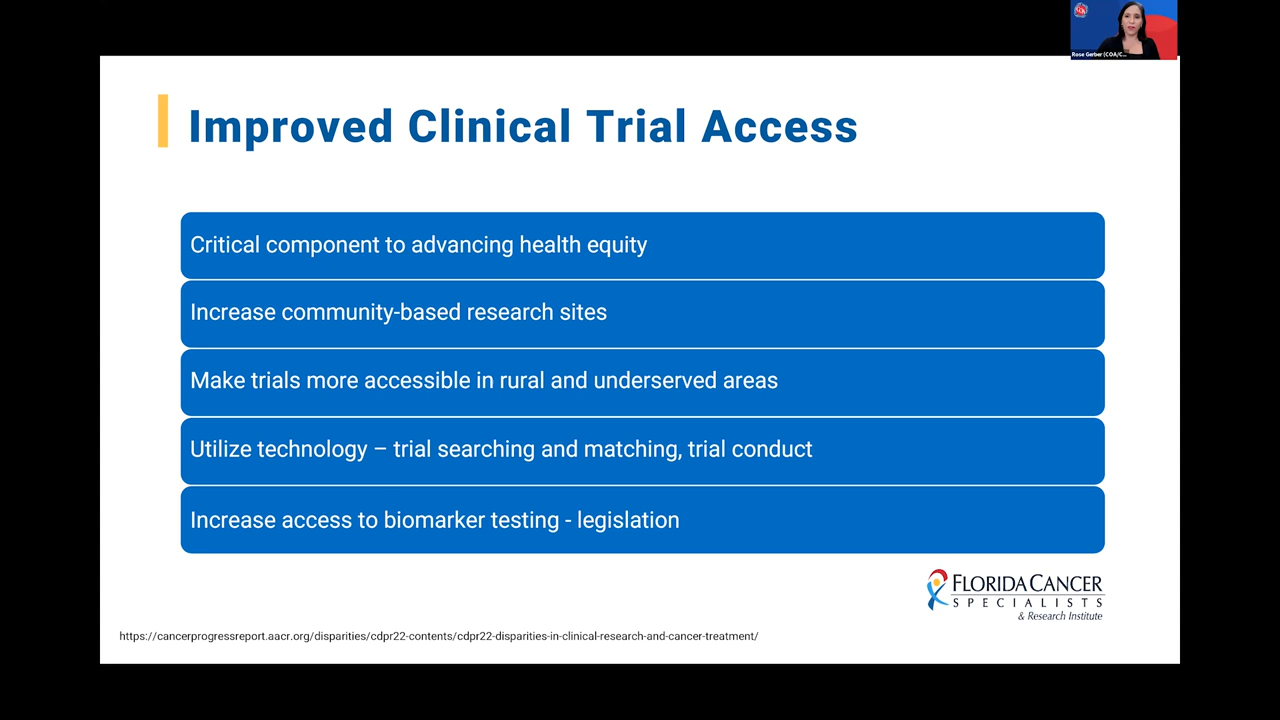 Rose Gerber (COA/C...
Improved Clinical Trial Access
Critical component to advancing health equity
Increase community-based research sites
Make trials more accessible in rural and underserved areas
Utilize technology – trial searching and matching, trial conduct
Increase access to biomarker testing - legislation
FLORIDA CANCER
SPECIALISTS
& Research Institute
https://cancerprogressreport.aacr.org/disparities/cdpr22-contents/cdpr22-disparities-in-clinical-research-and-cancer-treatment/